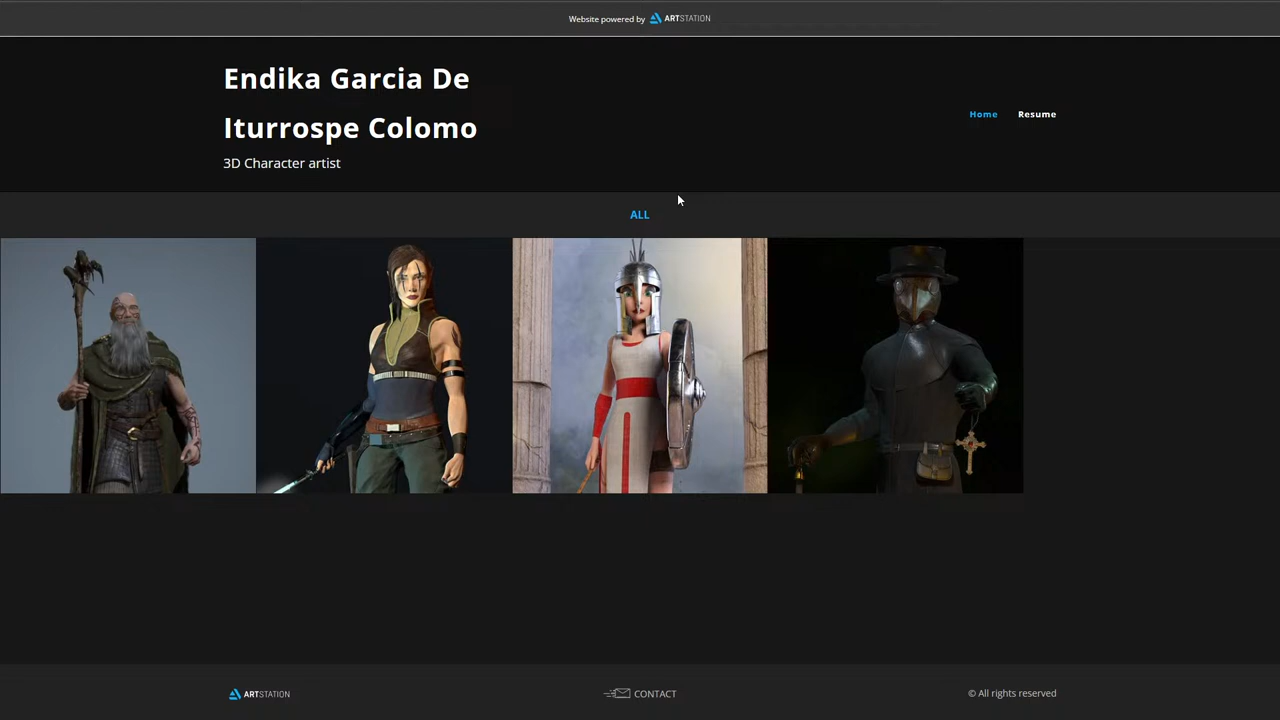 Website powered by ARTSTATION
Endika Garcia De
Iturrospe Colomo
3D Character artist
Home Resume
ALL
ARTSTATION
CONTACT
© All rights reserved